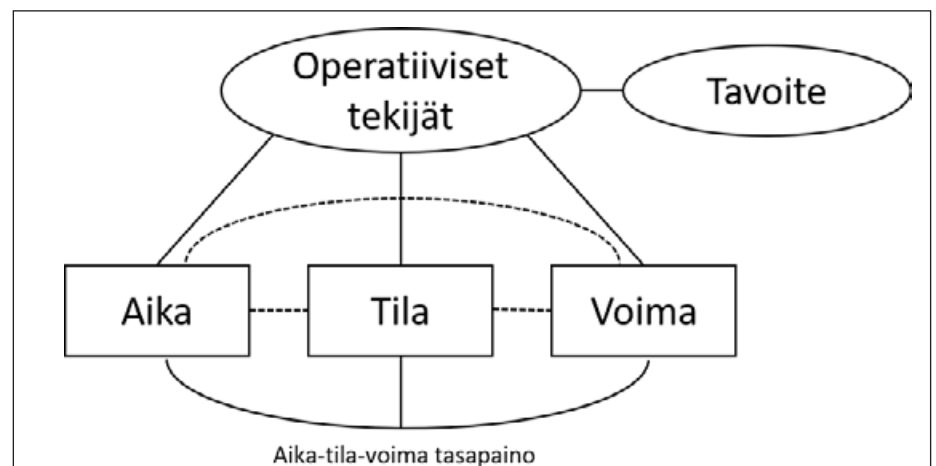 Operatiiviset
tekijät
Tavoite
Aika
Tila
Voima
Aika-tila-voima tasapaino